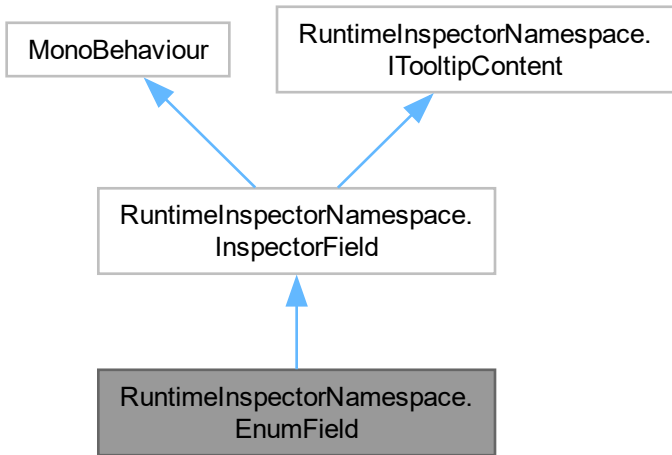 MonoBehaviour
RuntimeInspectorNamespace.
ITooltipContent
RuntimeInspectorNamespace.
InspectorField
RuntimeInspectorNamespace.
EnumField